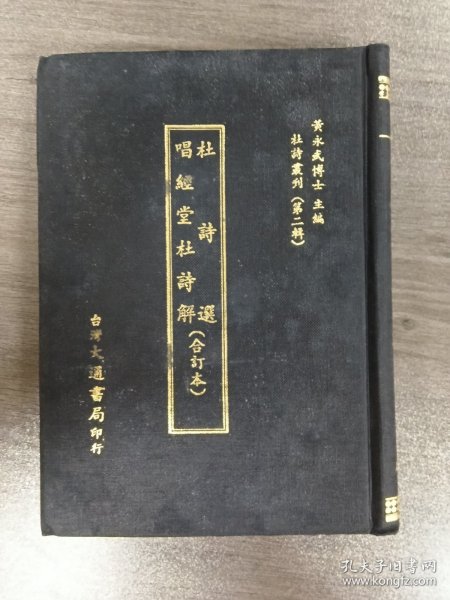 黃永武博士 主編
杜詩叢刊（第二輯）
杜詩選
唱經堂杜詩解（合訂本）
台灣大通書局印行
孔夫子旧书网
www.kongfz.com